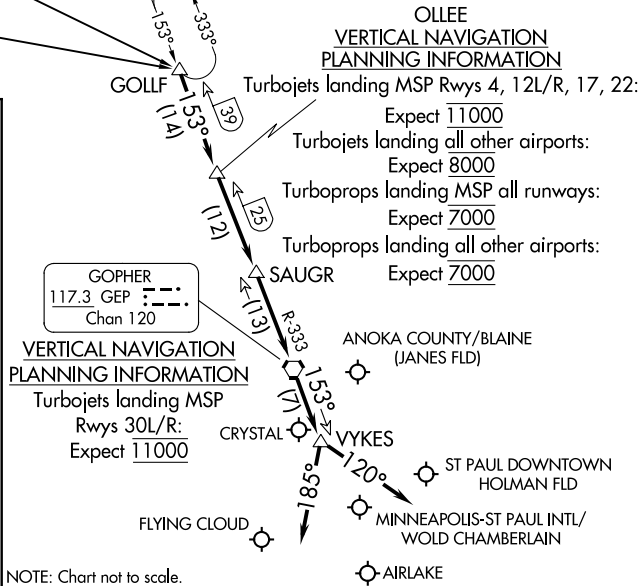 153°
333°
OLLEE
VERTICAL NAVIGATION
PLANNING INFORMATION
GOLLF
Turbojets landing MSP Rwys 4, 12L/R, 17, 22:
153°
(14)
39
Expect 11000
Turbojets landing all other airports:
Expect 8000
(12)
25
Turboprops landing MSP all runways:
Expect 7000
Turboprops landing all other airports:
Expect 7000
SAUGR
GOPHER
117.3 GEP
Chan 120
(13)
R-333
VERTICAL NAVIGATION
PLANNING INFORMATION
Turbojets landing MSP
Rwys 30L/R:
Expect 11000
ANOKA COUNTY/BLAINE
(JANES FLD)
153°
(7)
CRYSTAL
VYKES
120°
185°
ST PAUL DOWNTOWN
HOLMAN FLD
FLYING CLOUD
MINNEAPOLIS-ST PAUL INTL/
WOLD CHAMBERLAIN
AIRLAKE
NOTE: Chart not to scale.